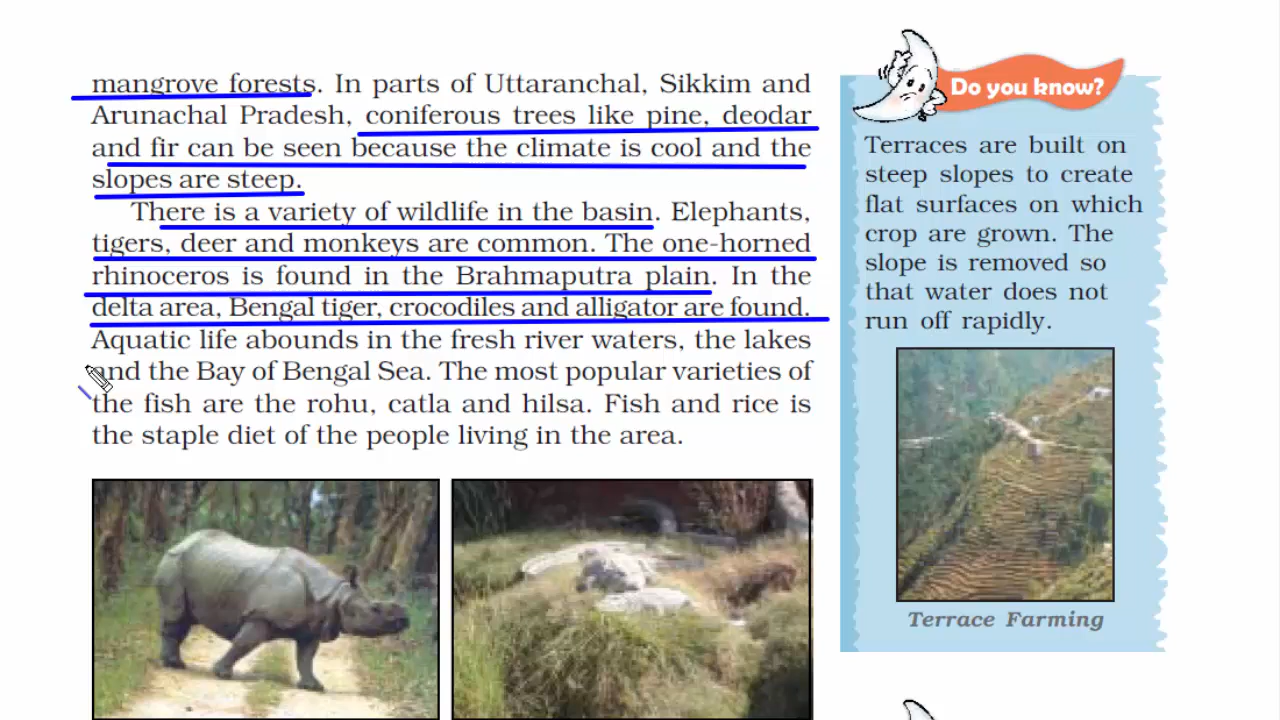 mangrove forests. In parts of Uttaranchal, Sikkim and
Arunachal Pradesh, coniferous trees like pine, deodar
and fir can be seen because the climate is cool and the
slopes are steep.
There is a variety of wildlife in the basin. Elephants,
tigers, deer and monkeys are common. The one-horned
rhinoceros is found in the Brahmaputra plain. In the
delta area, Bengal tiger, crocodiles and alligator are found.
Aquatic life abounds in the fresh river waters, the lakes
and the Bay of Bengal Sea. The most popular varieties of
the fish are the rohu, catla and hilsa. Fish and rice is
the staple diet of the people living in the area.
Do you know?
Terraces are built on
steep slopes to create
flat surfaces on which
crop are grown. The
slope is removed so
that water does not
run off rapidly.
Terrace Farming